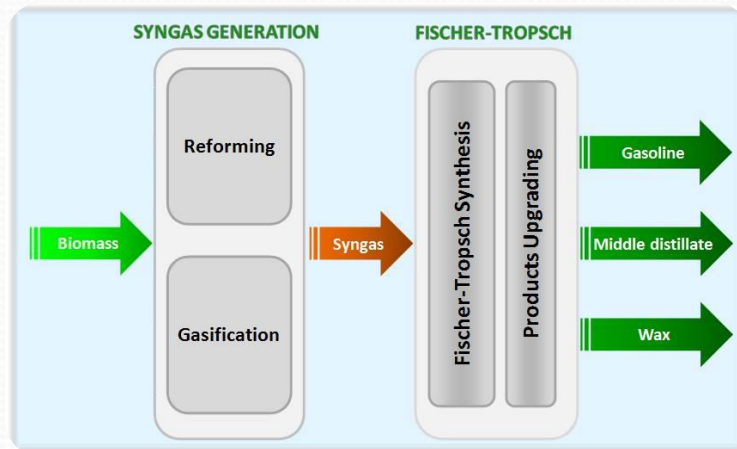 SYNGAS GENERATION
FISCHER-TROPSCH
Reforming
Gasification
Biomass
Syngas
Fischer-Tropsch Synthesis
Products Upgrading
Gasoline
Middle distillate
Wax